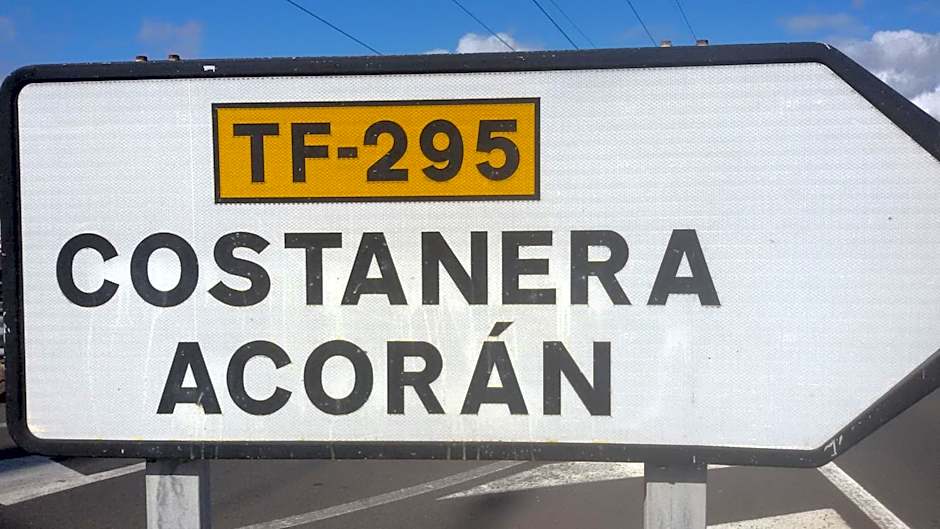 TF-295
COSTANERA
ACORÁN